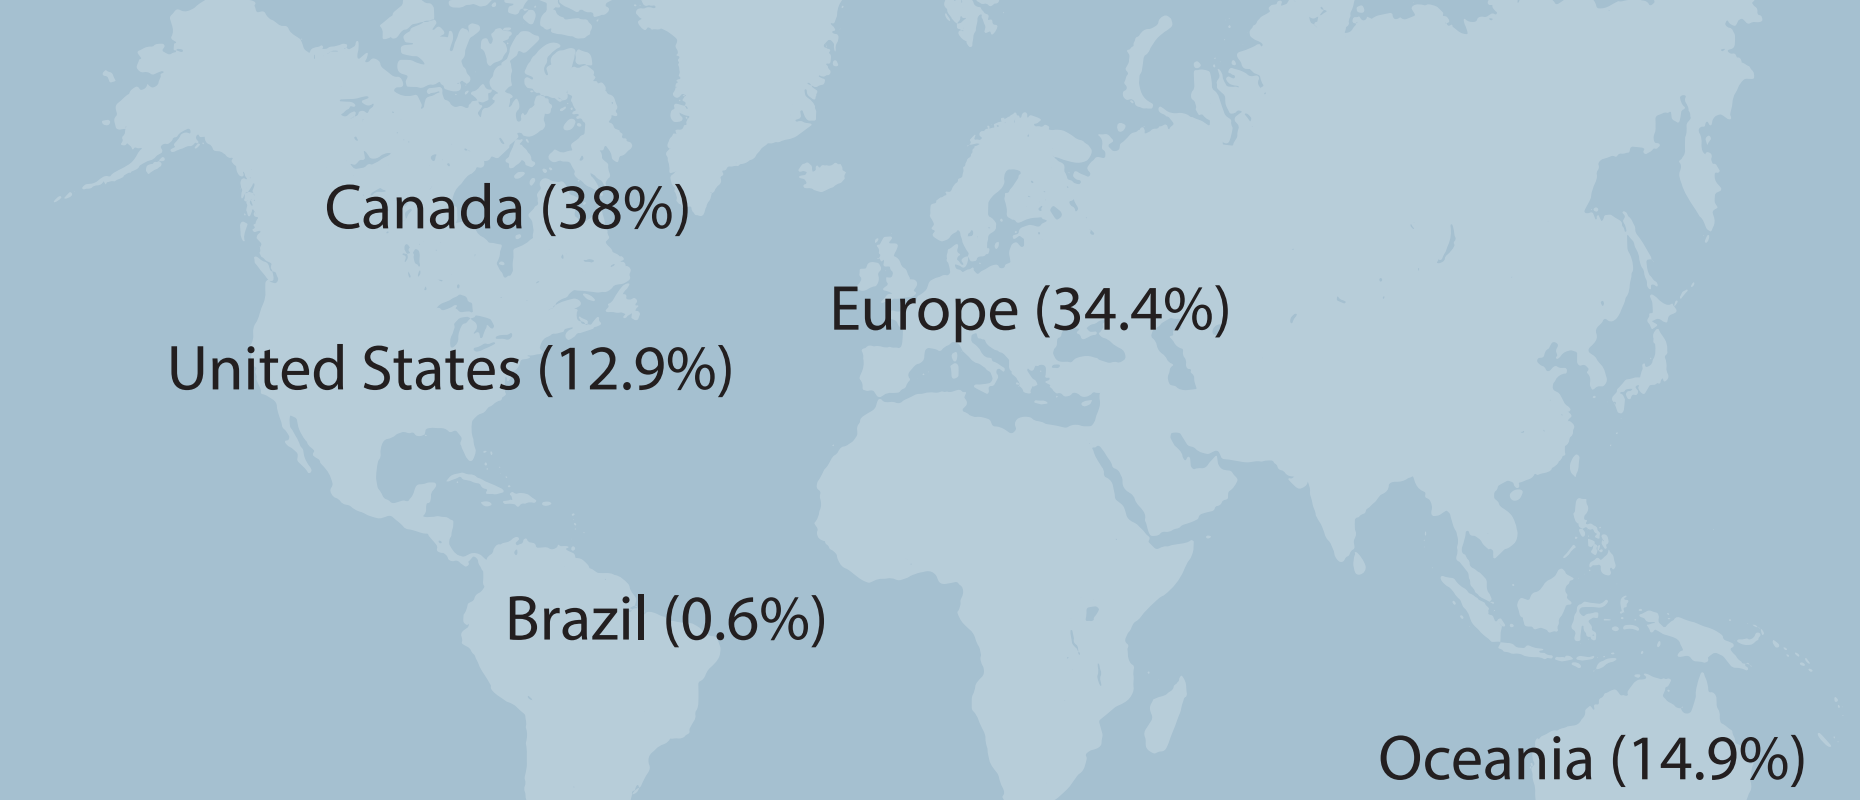 Canada (38%)
Europe (34.4%)
United States (12.9%)
Brazil (0.6%)
Oceania (14.9%)